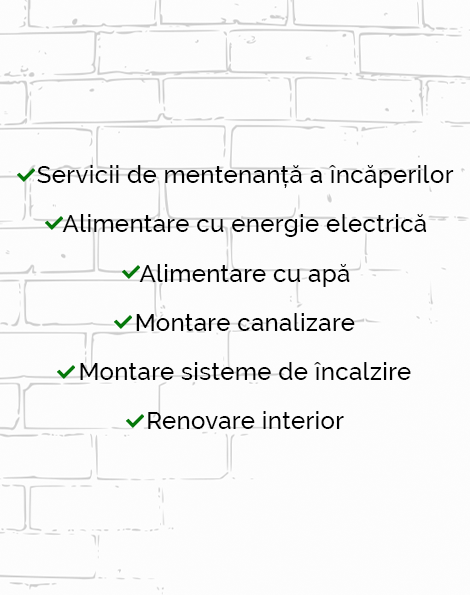 Servicii de mentenanță a încăperilor
Alimentare cu energie electrică
Alimentare cu apă
Montare canalizare
Montare sisteme de încalzire
Renovare interior